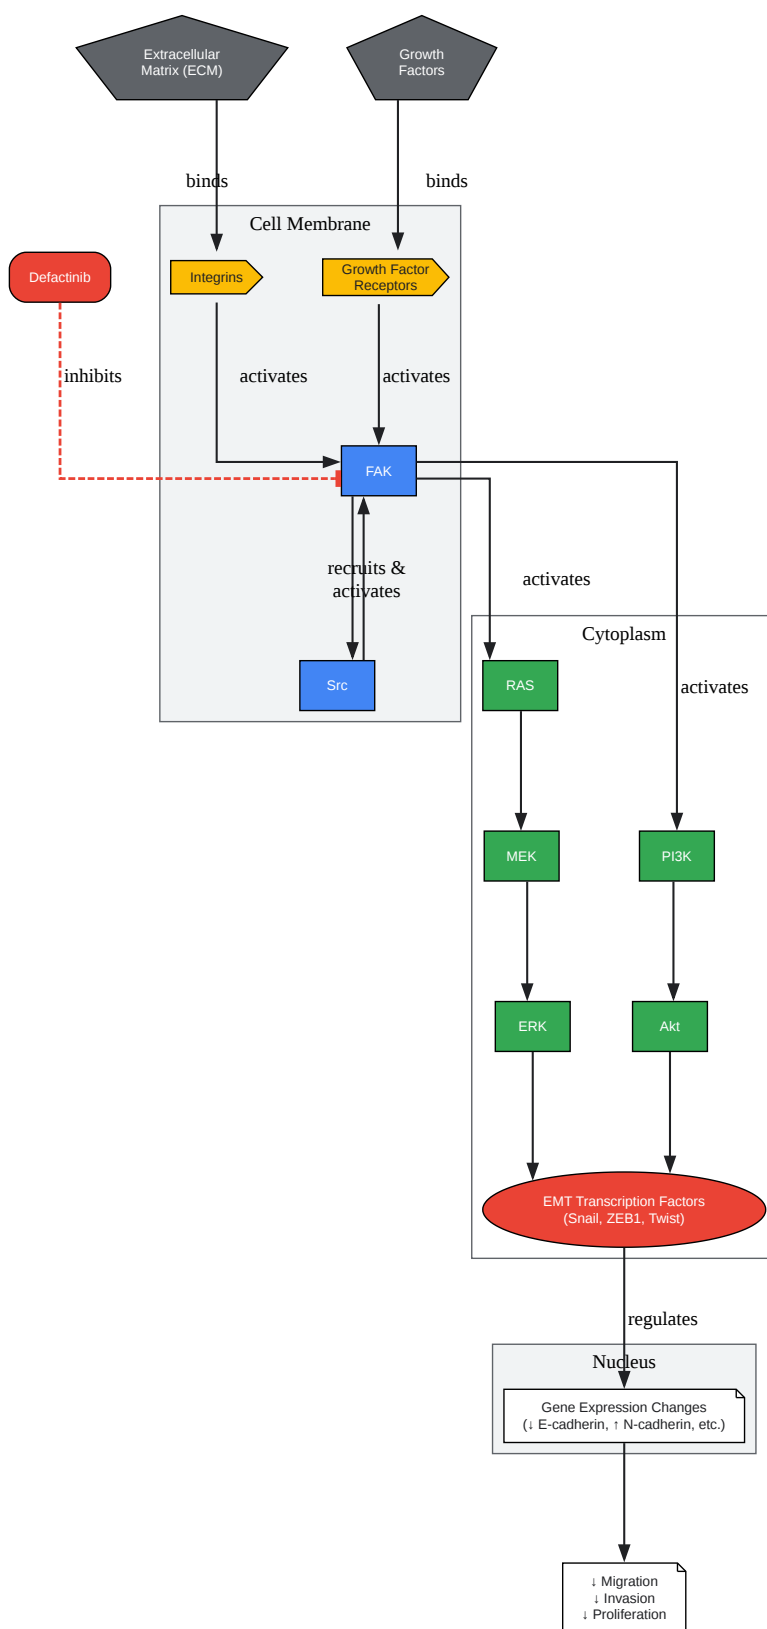 Extracellular
Matrix (ECM)
Growth
Factors
binds
binds
Cell Membrane
Defactinib
Integrins
Growth Factor
Receptors
inhibits
activates
activates
FAK
recruits &
activates
activates
Cytoplasm
Src
RAS
activates
MEK
PI3K
ERK
Akt
EMT Transcription Factors
(Snail, ZEB1, Twist)
regulates
Nucleus
Gene Expression Changes
(↓ E-cadherin, ↑ N-cadherin, etc.)
↓ Migration
↓ Invasion
↓ Proliferation